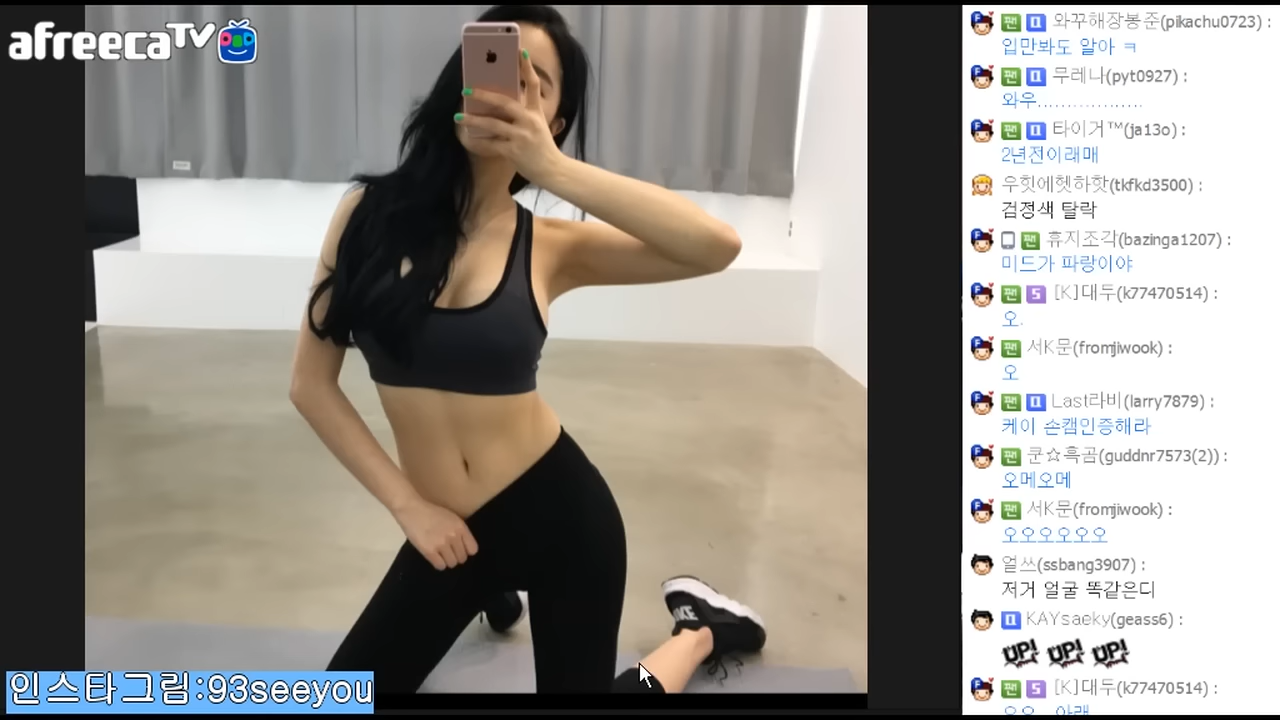 afreecaTV
와꾸해장봉준(pikachu0723) :
입만봐도 알아 ㅋ
무레나(pyt0927) :
와우..................
타이거™(ja13o) :
2년전이래매
우힛에헷하핫(tkfkd3500) :
검정색 탈락
휴지조각(bazinga1207) :
미드가 파랑이야
[K]대두(k77470514) :
오.
서K문(fromjiwook) :
오
Last라비(larry7879) :
케이 손캠인증해라
쿤☆흑곰(guddnr7573(2)) :
오메오메
서K문(fromjiwook) :
오오오오오오
얼쓰(ssbang3907) :
저거 얼굴 똑같은디
KAYsaeky(geass6) :
UP! UP! UP!
[K]대두(k77470514) :
인스타그림:93seeyou